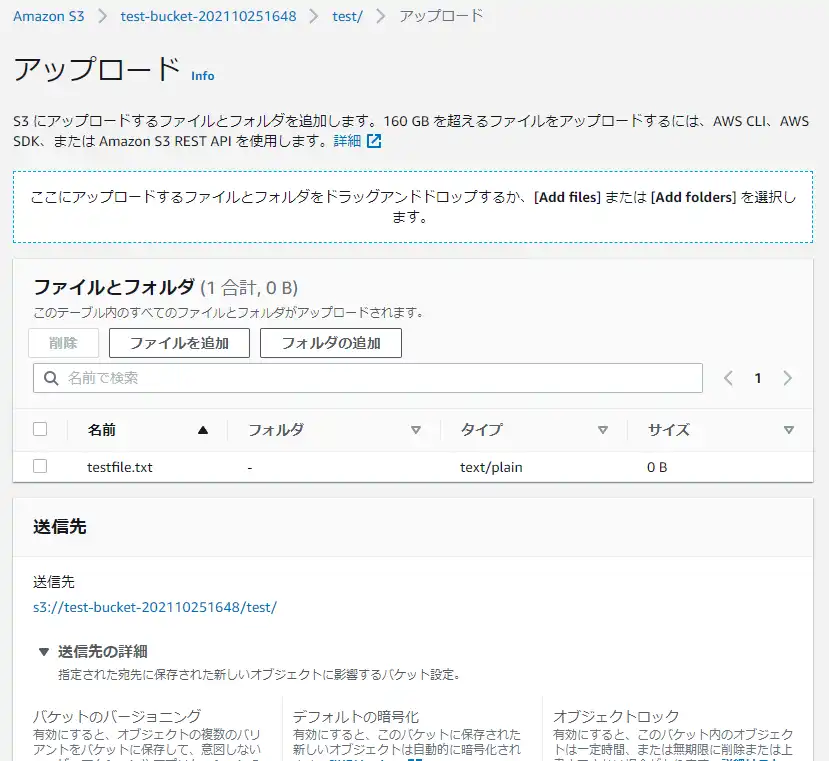 Amazon S3 > test-bucket-202110251648 > test/ > アップロード
アップロード Info
S3 にアップロードするファイルとフォルダを追加します。160 GB を超えるファイルをアップロードするには、AWS CLI、AWS
SDK、または Amazon S3 REST API を使用します。詳細
ここにアップロードするファイルとフォルダをドラッグアンドドロップするか、[Add files] または [Add folders] を選択し
ます。
ファイルとフォルダ (1 合計, 0 B)
このテーブル内のすべてのファイルとフォルダがアップロードされます。
削除 ファイルを追加 フォルダの追加
名前で検索 1
名前 フォルダ タイプ サイズ
testfile.txt - text/plain 0 B
送信先
送信先
s3://test-bucket-202110251648/test/
送信先の詳細
指定された宛先に保存された新しいオブジェクトに影響するバケット設定。
バケットのバージョニング
有効にすると、オブジェクトの複数のバリ
アントをバケットに保存して、意図しない
デフォルトの暗号化
有効にすると、このバケットに保存された
新しいオブジェクトは自動的に暗号化され
オブジェクトロック
有効にすると、このバケット内のオブジェク
トは一定時間、または無期限に削除または上